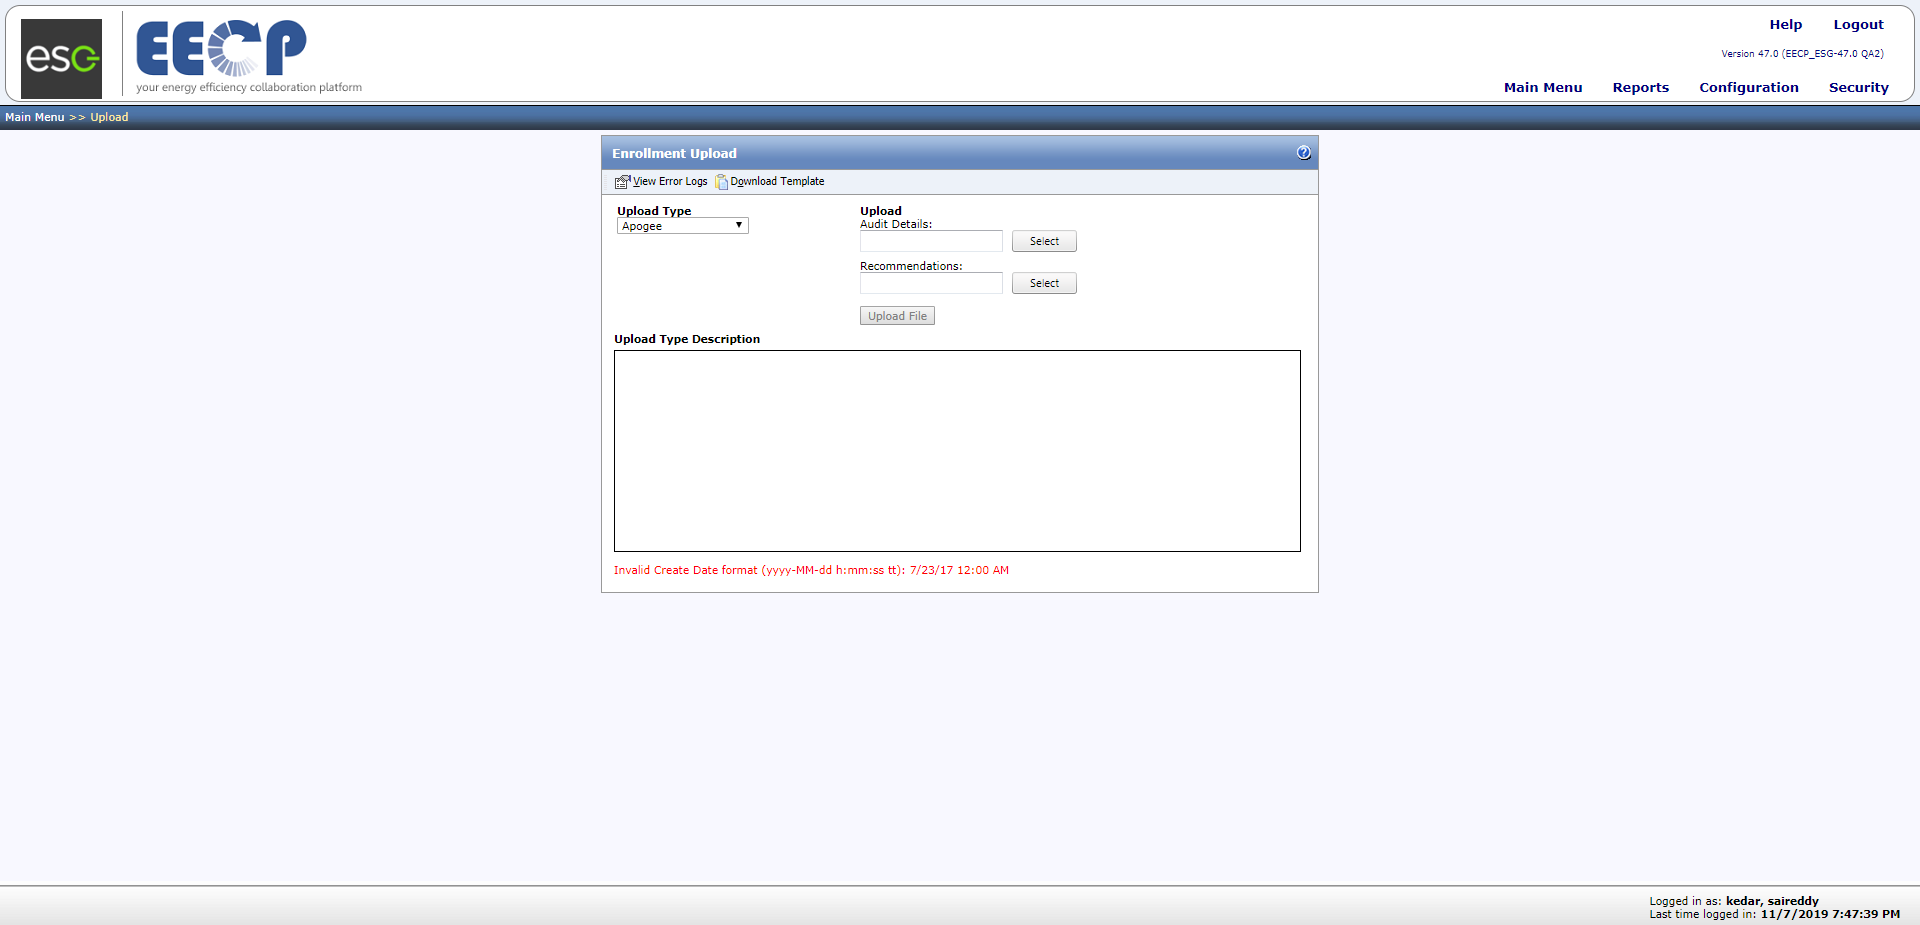 esg
EECP
your energy efficiency collaboration platform
Help Logout
Version 47.0 (EECP_ESG-47.0 QA2)
Main Menu Reports Configuration Security
Main Menu >> Upload
Enrollment Upload
View Error Logs Download Template
Upload Type
Apogee
Upload
Audit Details:
Select
Recommendations:
Select
Upload File
Upload Type Description
Invalid Create Date format (yyyy-MM-dd h:mm:ss tt): 7/23/17 12:00 AM
Logged in as: kedar, saireddy
Last time logged in: 11/7/2019 7:47:39 PM